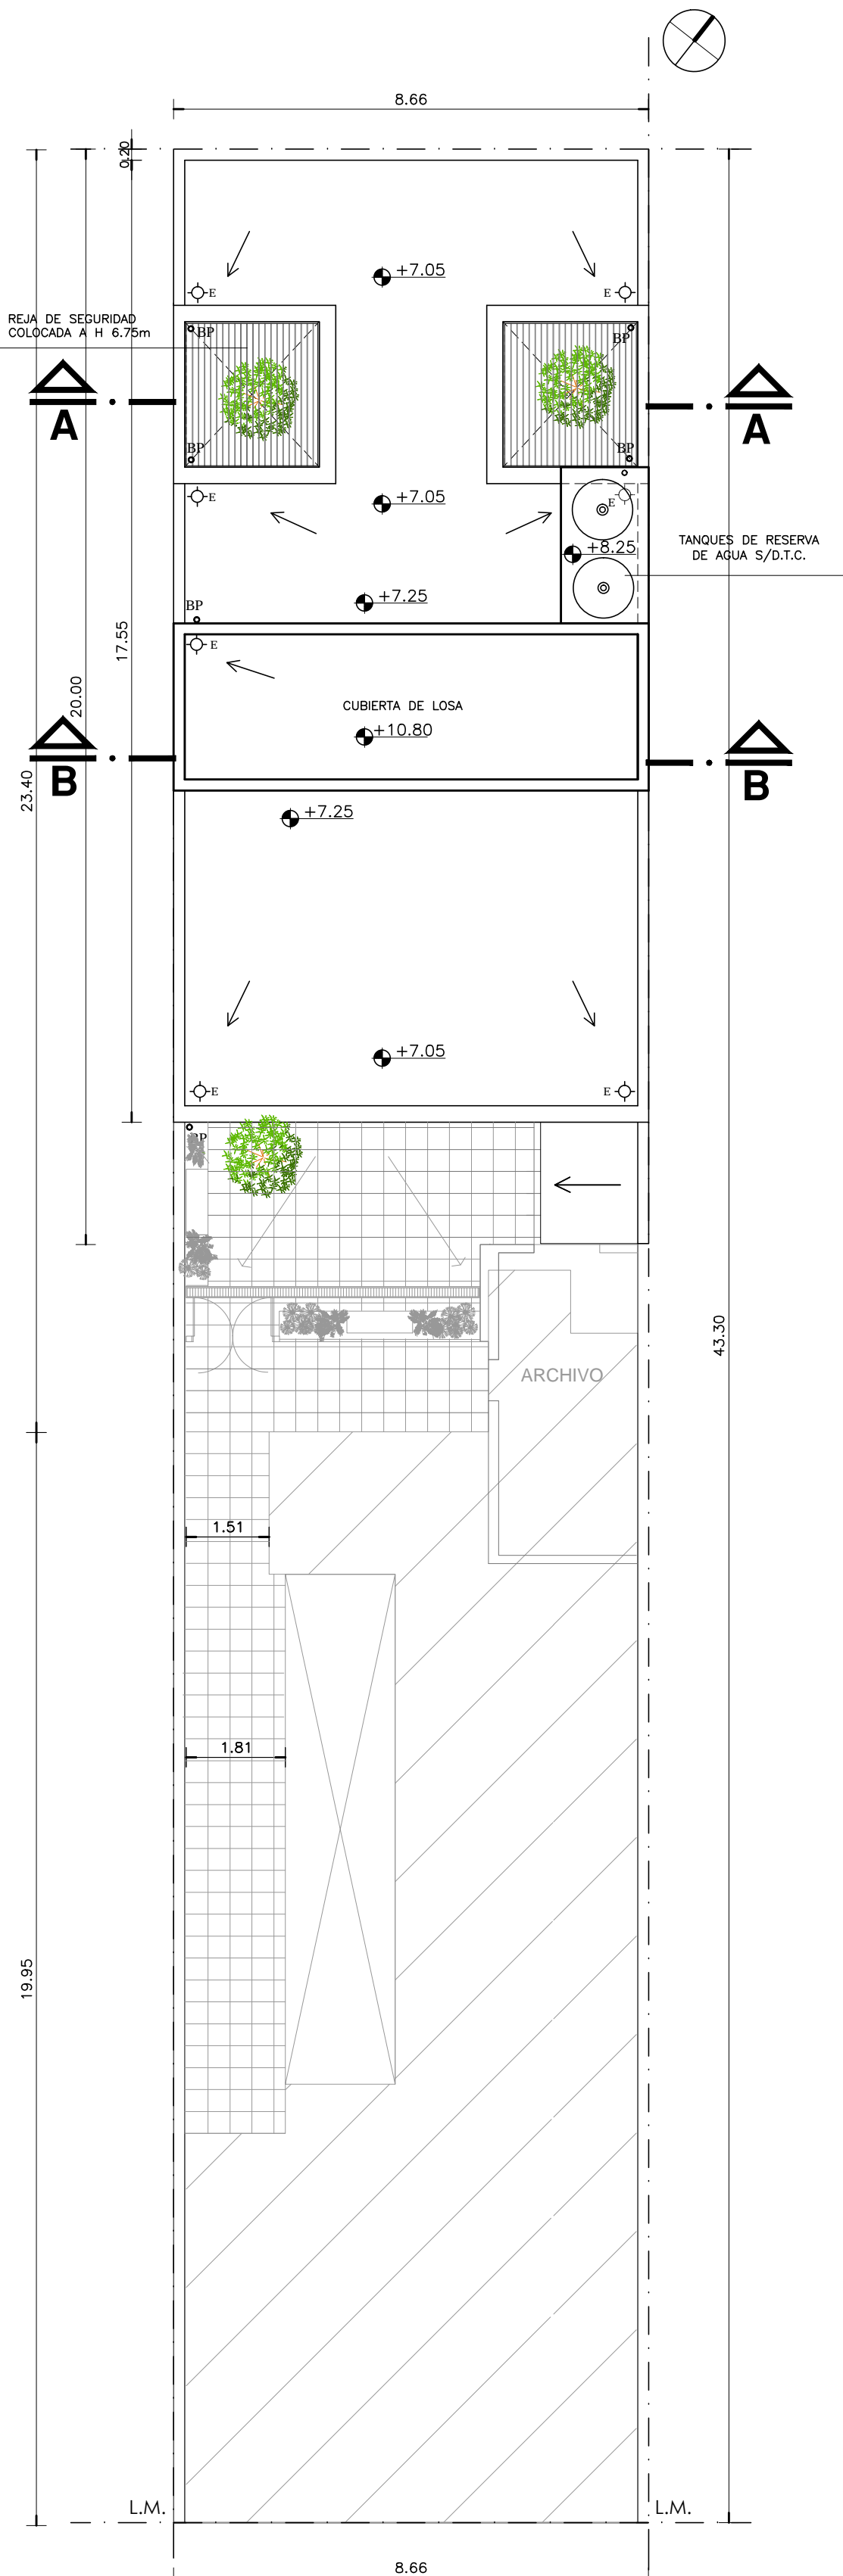 8.66
0.20
+7.05
E
E
REJA DE SEGURIDAD
COLOCADA A H 6.75m
BP
BP
A
A
BP
BP
E
+7.05
E
+8.25
TANQUES DE RESERVA
DE AGUA S/D.T.C.
+7.25
BP
17.55
E
20.00
CUBIERTA DE LOSA
+10.80
B
B
23.40
+7.25
+7.05
E
E
BP
43.30
ARCHIVO
1.51
1.81
19.95
L.M.
L.M.
8.66